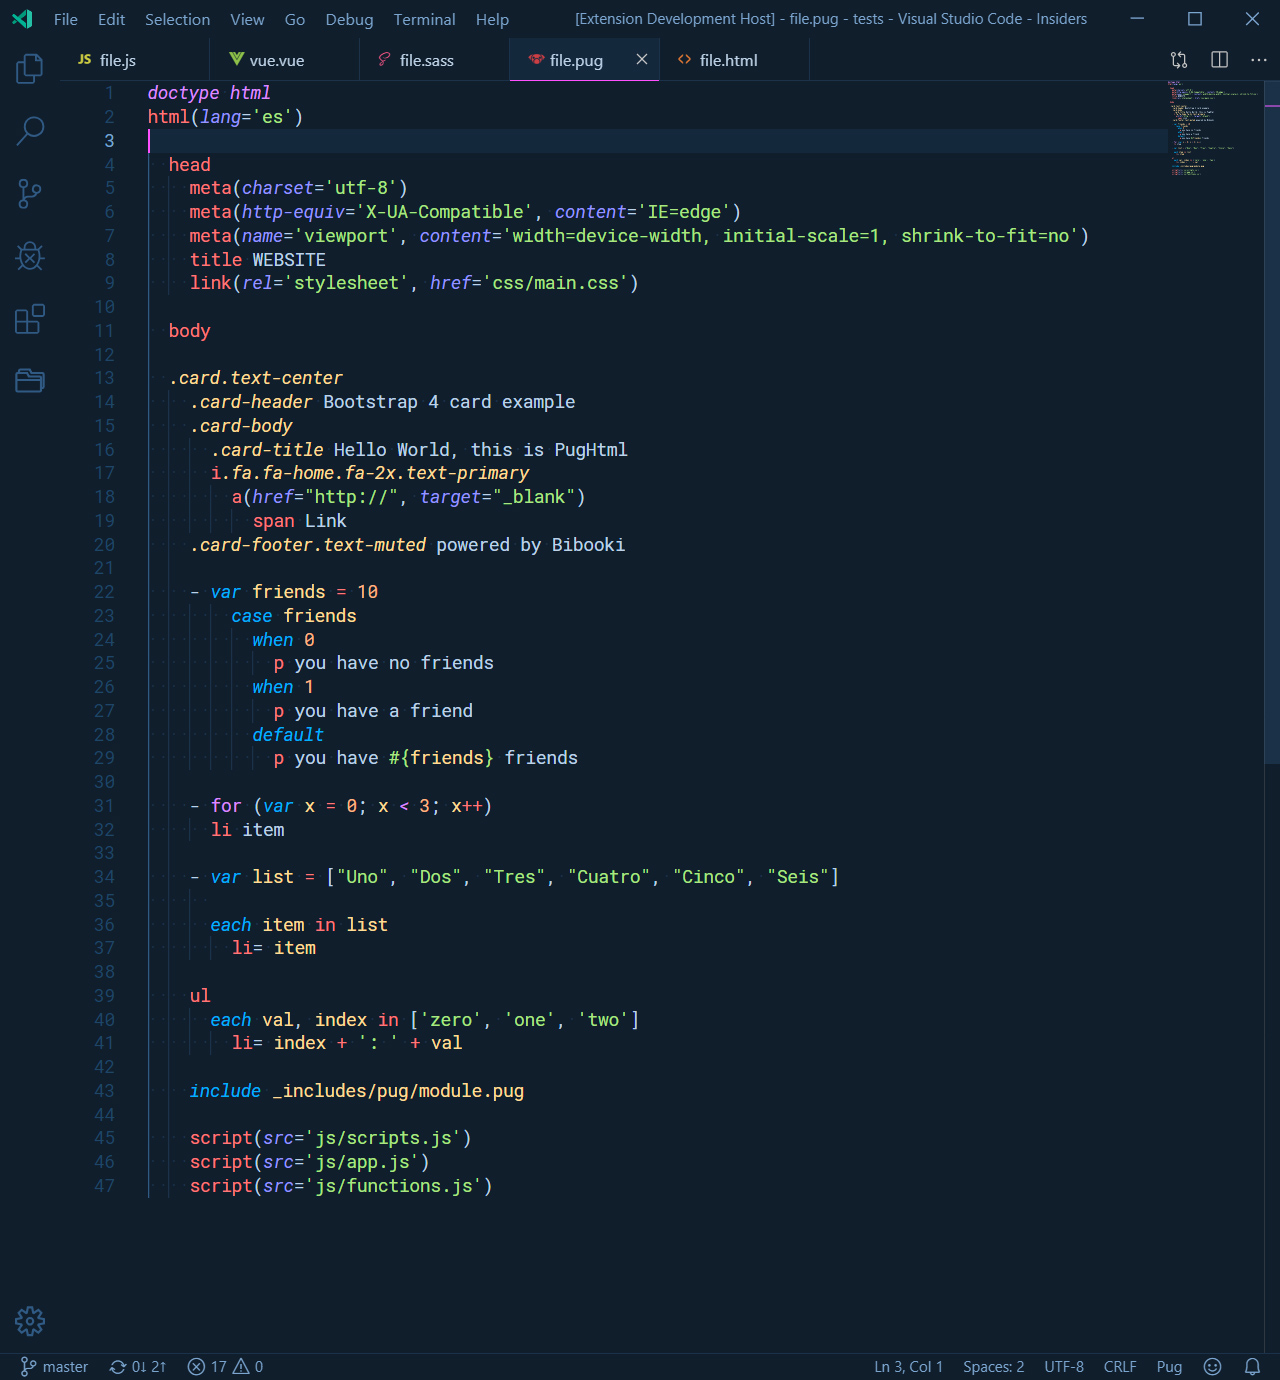 File Edit Selection View Go Debug Terminal Help [Extension Development Host] - file.pug - tests - Visual Studio Code - Insiders
JS file.js vue.vue file.sass file.pug file.html
1 doctype html
2 html(lang='es')
3
4 head
5 meta(charset='utf-8')
6 meta(http-equiv='X-UA-Compatible', content='IE=edge')
7 meta(name='viewport', content='width=device-width, initial-scale=1, shrink-to-fit=no')
8 title WEBSITE
9 link(rel='stylesheet', href='css/main.css')
10
11 body
12
13 .card.text-center
14 .card-header Bootstrap 4 card example
15 .card-body
16 .card-title Hello World, this is PugHtml
17 i.fa.fa-home.fa-2x.text-primary
18 a(href="http://", target="_blank")
19 span Link
20 .card-footer.text-muted powered by Bibooki
21
22 - var friends = 10
23 case friends
24 when 0
25 p you have no friends
26 when 1
27 p you have a friend
28 default
29 p you have #{friends} friends
30
31 - for (var x = 0; x < 3; x++)
32 li item
33
34 - var list = ["Uno", "Dos", "Tres", "Cuatro", "Cinco", "Seis"]
35
36 each item in list
37 li= item
38
39 ul
40 each val, index in ['zero', 'one', 'two']
41 li= index + ': ' + val
42
43 include _includes/pug/module.pug
44
45 script(src='js/scripts.js')
46 script(src='js/app.js')
47 script(src='js/functions.js')
master 0↓ 2↑ 17 0 Ln 3, Col 1 Spaces: 2 UTF-8 CRLF Pug